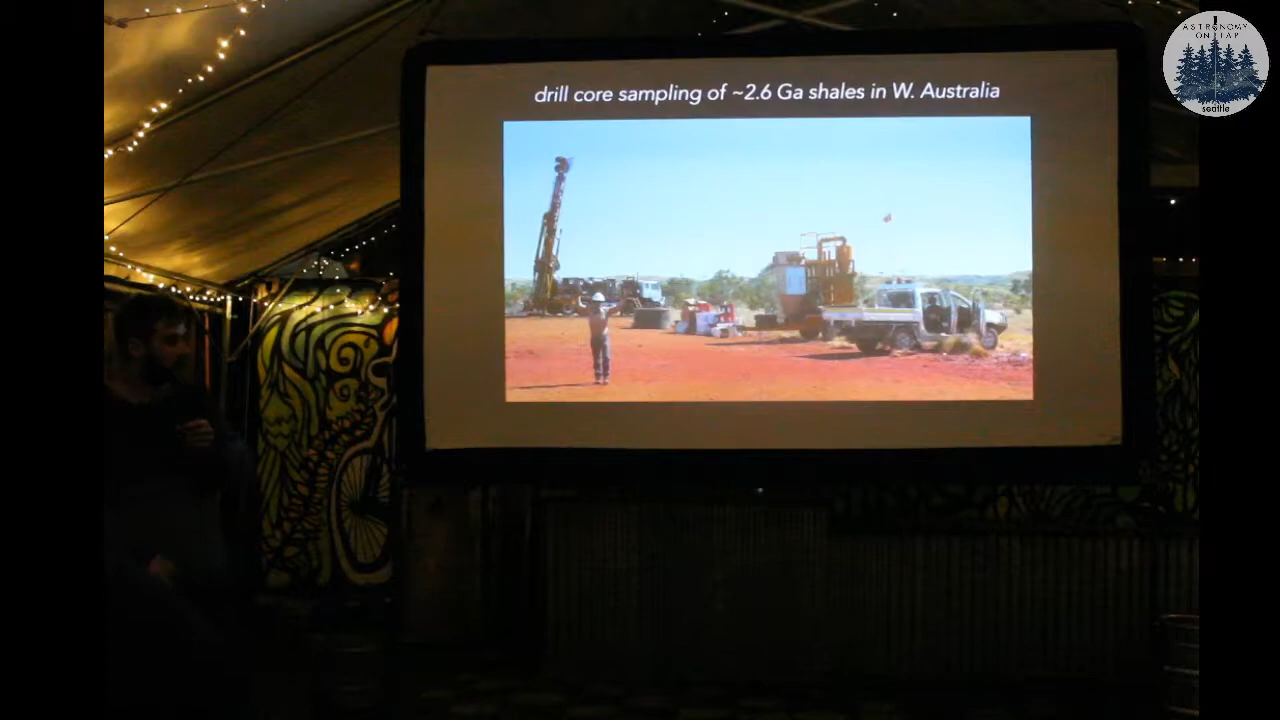 drill core sampling of ~2.6 Ga shales in W. Australia
ASTRONOMY
ON TAP
seattle